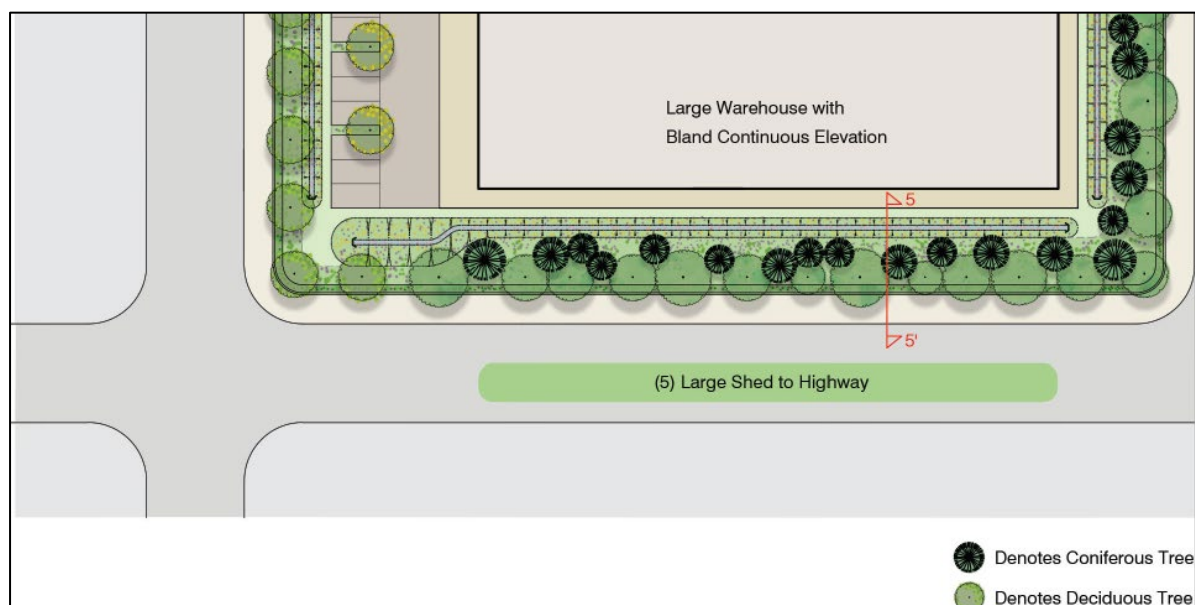 Large Warehouse with
Bland Continuous Elevation
5
5'
(5) Large Shed to Highway
Denotes Coniferous Tree
Denotes Deciduous Tree